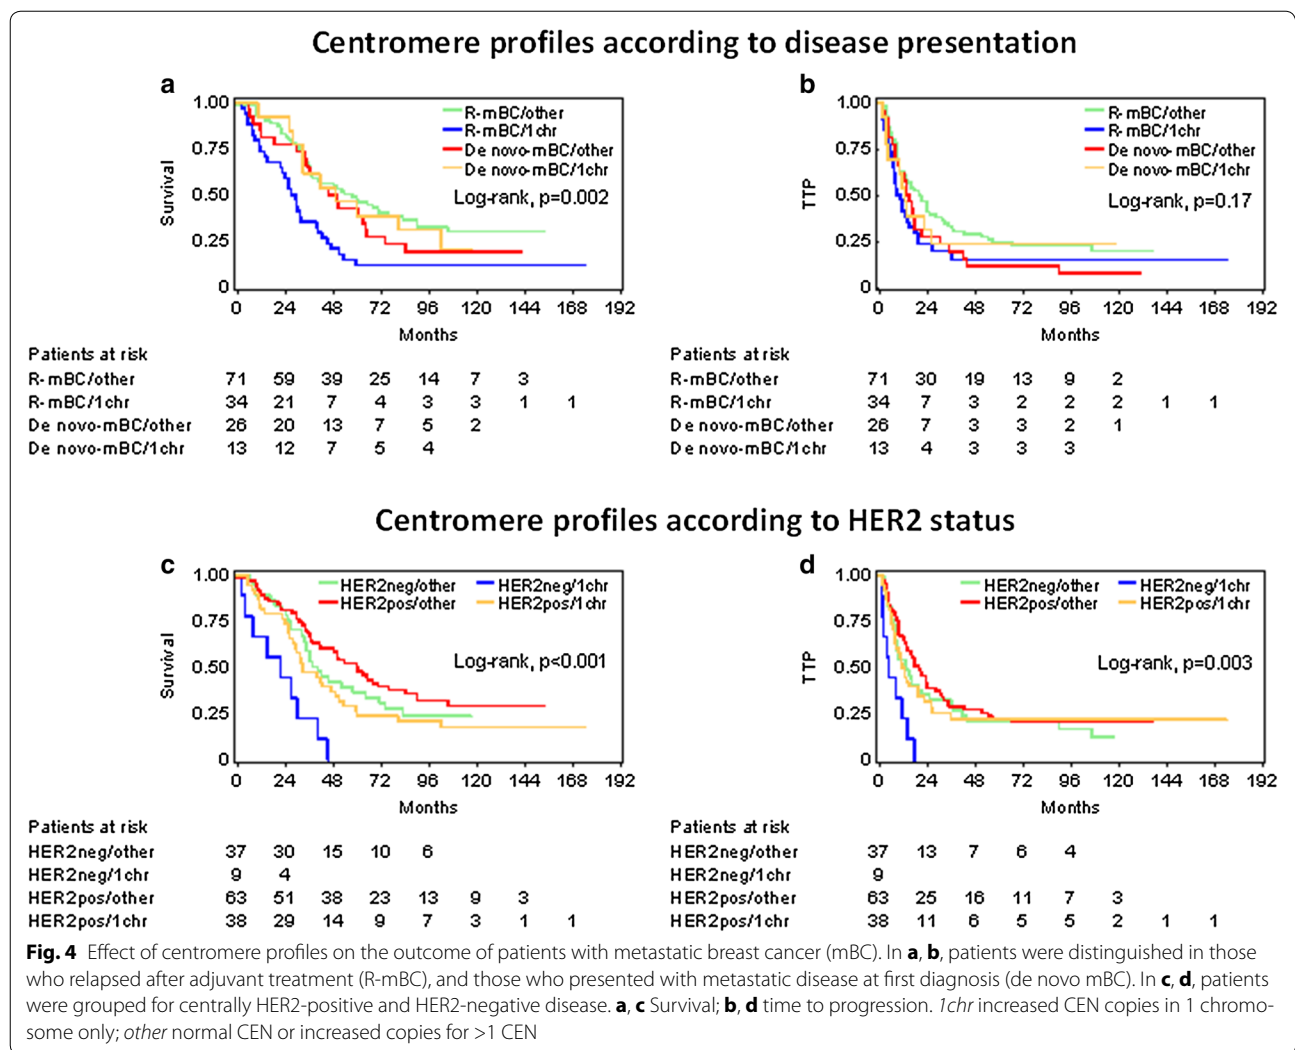 Centromere profiles according to disease presentation
a
1.00
0.75
0.50
0.25
0
Survival
R-mBC/other
R-mBC/1chr
De novo-mBC/other
De novo-mBC/1chr
Log-rank, p=0.002
0 24 48 72 96 120 144 168 192
Months
Patients at risk
R-mBC/other 71 59 39 25 14 7 3
R-mBC/1chr 34 21 7 4 3 3 1 1
De novo-mBC/other 26 20 13 7 5 2
De novo-mBC/1chr 13 12 7 5 4
b
1.00
0.75
0.50
0.25
0
TTP
R-mBC/other
R-mBC/1chr
De novo-mBC/other
De novo-mBC/1chr
Log-rank, p=0.17
0 24 48 72 96 120 144 168 192
Months
Patients at risk
R-mBC/other 71 30 19 13 9 2
R-mBC/1chr 34 7 3 2 2 2 1 1
De novo-mBC/other 26 7 3 3 2 1
De novo-mBC/1chr 13 4 3 3 3
Centromere profiles according to HER2 status
c
1.00
0.75
0.50
0.25
0
Survival
HER2neg/other HER2neg/1chr
HER2pos/other HER2pos/1chr
Log-rank, p<0.001
0 24 48 72 96 120 144 168 192
Months
Patients at risk
HER2neg/other 37 30 15 10 6
HER2neg/1chr 9 4
HER2pos/other 63 51 38 23 13 9 3
HER2pos/1chr 38 29 14 9 7 3 1 1
d
1.00
0.75
0.50
0.25
0
TTP
HER2neg/other HER2neg/1chr
HER2pos/other HER2pos/1chr
Log-rank, p=0.003
0 24 48 72 96 120 144 168 192
Months
Patients at risk
HER2neg/other 37 13 7 6 4
HER2neg/1chr 9
HER2pos/other 63 25 16 11 7 3
HER2pos/1chr 38 11 6 5 5 2 1 1
Fig. 4 Effect of centromere profiles on the outcome of patients with metastatic breast cancer (mBC). In a, b, patients were distinguished in those
who relapsed after adjuvant treatment (R-mBC), and those who presented with metastatic disease at first diagnosis (de novo mBC). In c, d, patients
were grouped for centrally HER2-positive and HER2-negative disease. a, c Survival; b, d time to progression. 1chr increased CEN copies in 1 chromo-
some only; other normal CEN or increased copies for >1 CEN